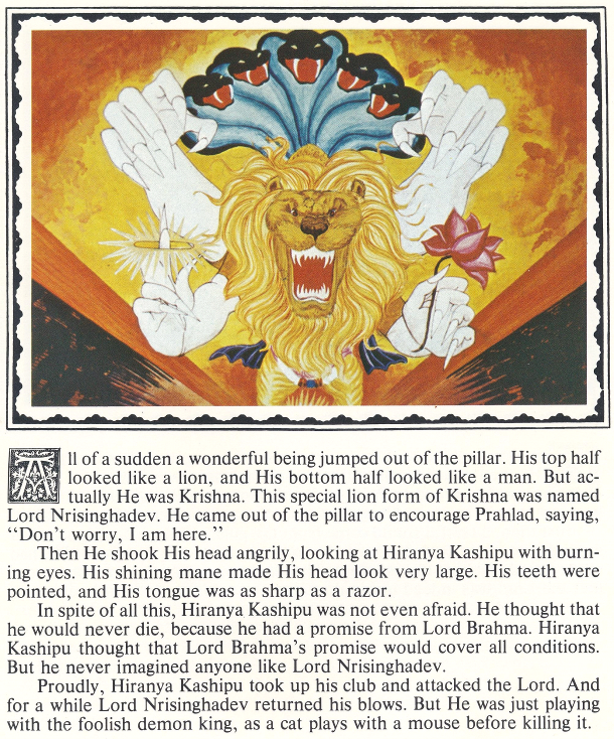 All of a sudden a wonderful being jumped out of the pillar. His top half
looked like a lion, and His bottom half looked like a man. But ac-
tually He was Krishna. This special lion form of Krishna was named
Lord Nrisinghadev. He came out of the pillar to encourage Prahlad, saying,
“Don’t worry, I am here.”
Then He shook His head angrily, looking at Hiranya Kashipu with burn-
ing eyes. His shining mane made His head look very large. His teeth were
pointed, and His tongue was as sharp as a razor.
In spite of all this, Hiranya Kashipu was not even afraid. He thought that
he would never die, because he had a promise from Lord Brahma. Hiranya
Kashipu thought that Lord Brahma’s promise would cover all conditions.
But he never imagined anyone like Lord Nrisinghadev.
Proudly, Hiranya Kashipu took up his club and attacked the Lord. And
for a while Lord Nrisinghadev returned his blows. But He was just playing
with the foolish demon king, as a cat plays with a mouse before killing it.